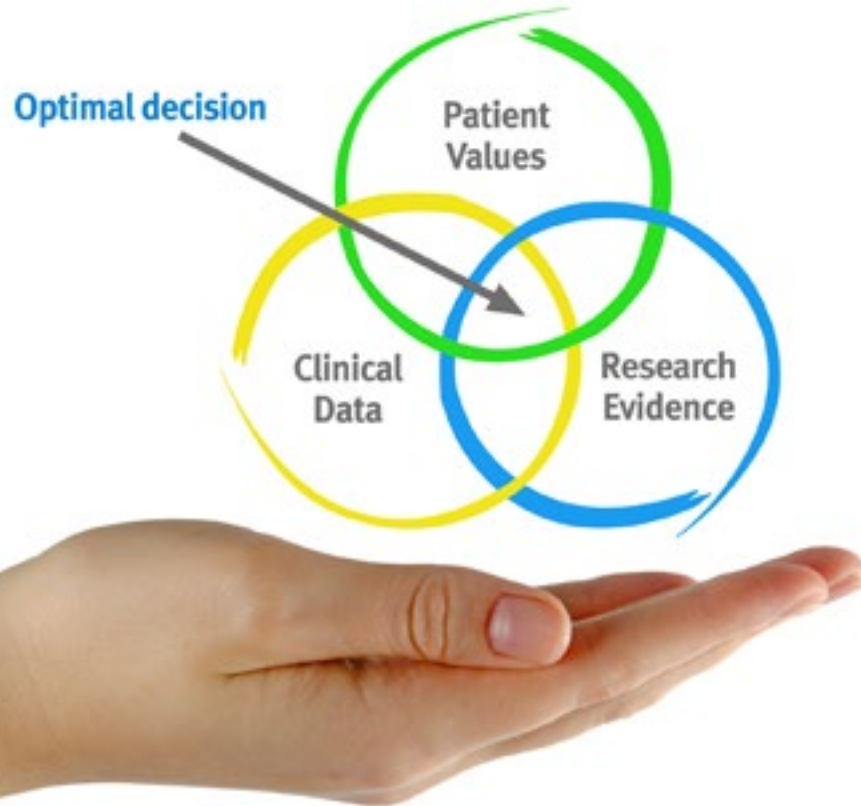 Optimal decision
Patient
Values
Clinical
Data
Research
Evidence